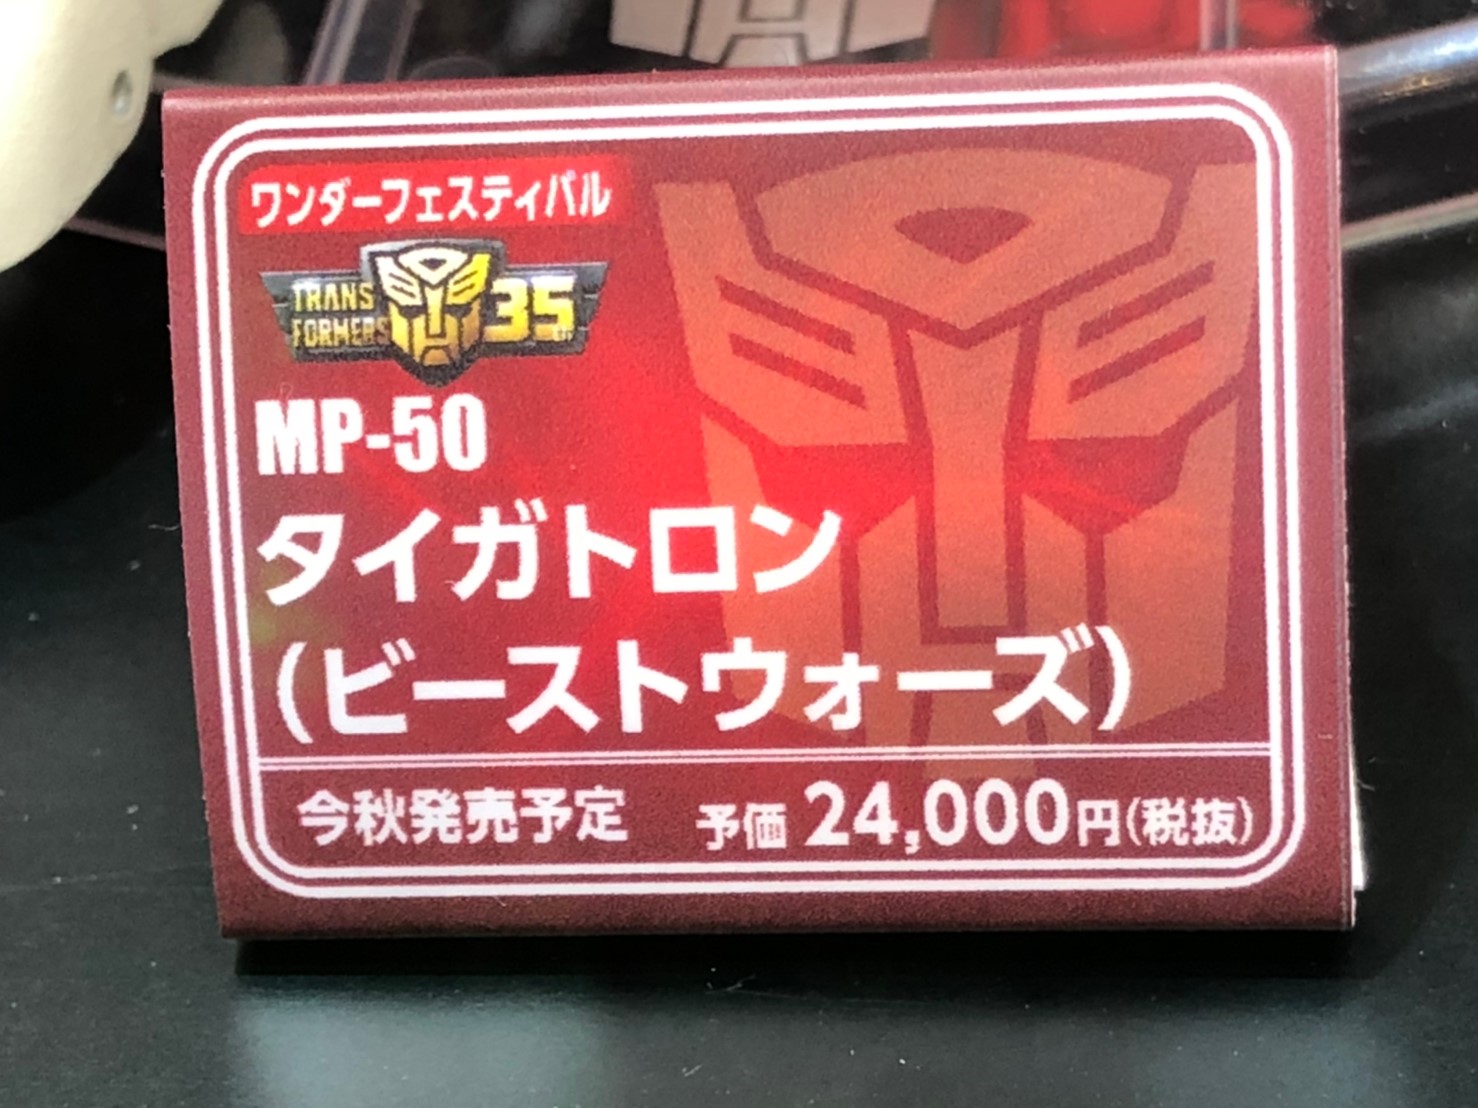 ワンダーフェスティバル
TRANS
FORMERS
35
MP-50
タイガトロン
(ビーストウォーズ)
今秋発売予定 予価 24,000円(税抜)